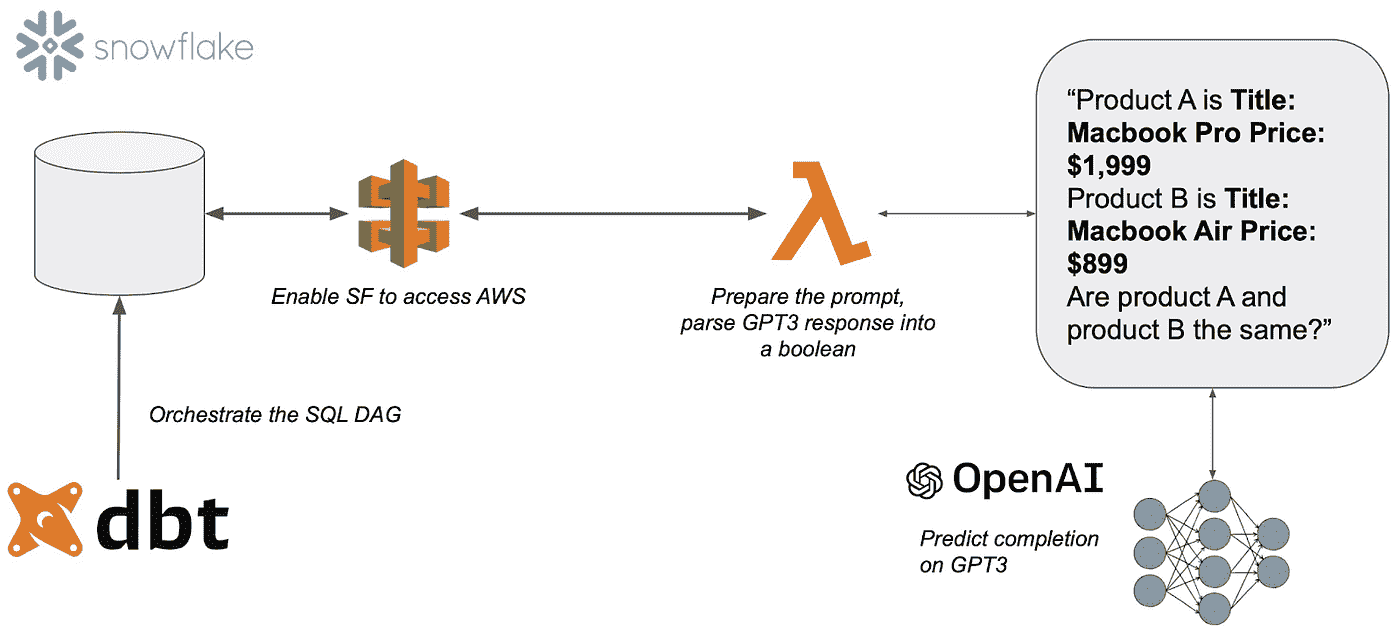 snowflake
“Product A is Title:
Macbook Pro Price:
$1,999
Product B is Title:
Macbook Air Price:
$899
Are product A and
product B the same?”
Enable SF to access AWS
Prepare the prompt,
parse GPT3 response into
a boolean
Orchestrate the SQL DAG
dbt
OpenAI
Predict completion
on GPT3